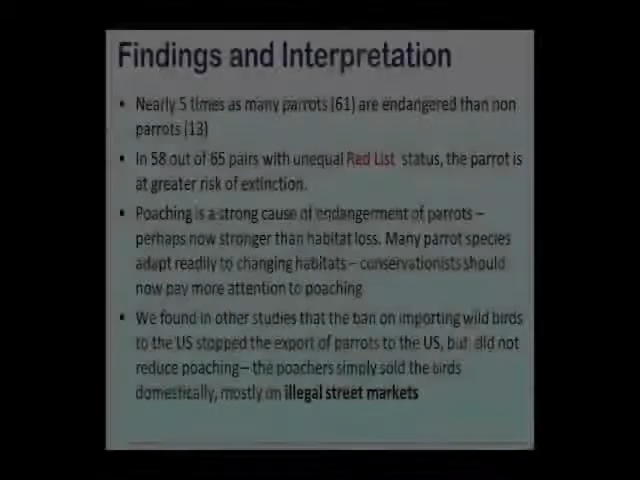 Findings and Interpretation
• Nearly 5 times as many parrots (61) are endangered than non
parrots (13)
• In 58 out of 65 pairs with unequal Red List status, the parrot is
at greater risk of extinction.
• Poaching is a strong cause of endangerment of parrots –
perhaps now stronger than habitat loss. Many parrot species
adapt readily to changing habitats – conservationists should
now pay more attention to poaching
• We found in other studies that the ban on importing wild birds
to the US stopped the export of parrots to the US, but did not
reduce poaching – the poachers simply sold the birds
domestically, mostly on illegal street markets